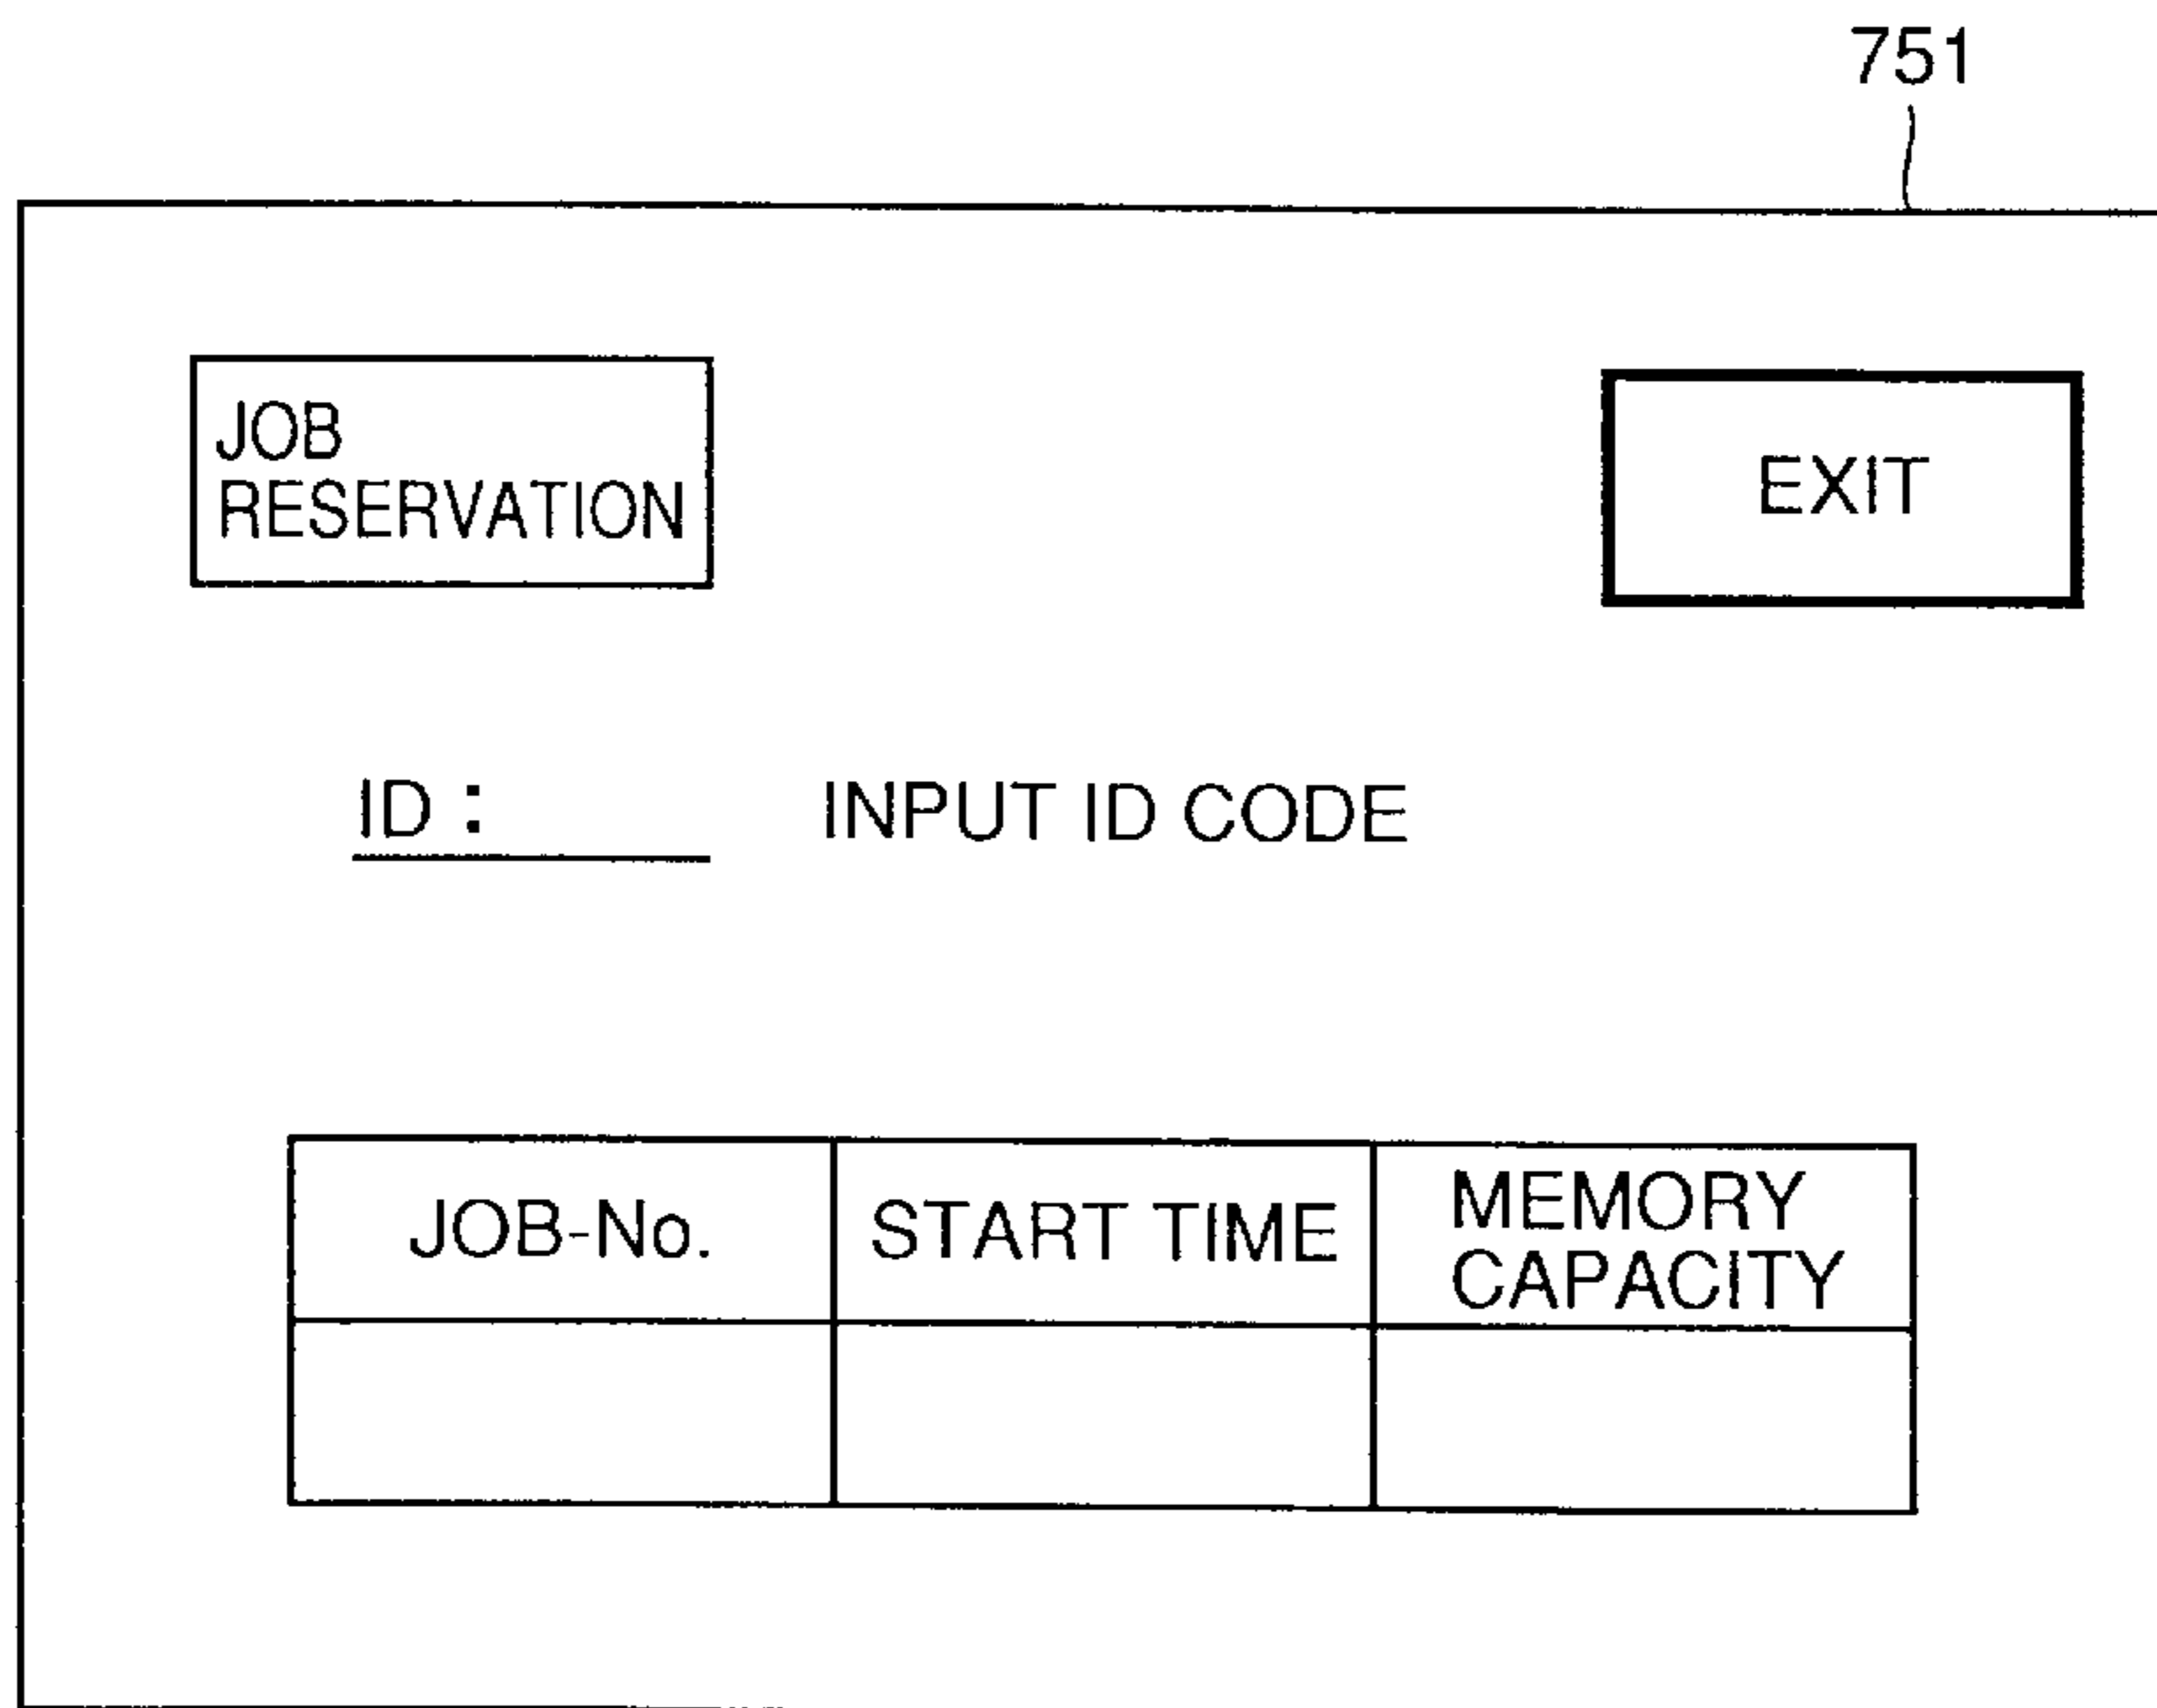 751
JOB
RESERVATION
EXIT
ID :
INPUT ID CODE
JOB-No.
START TIME
MEMORY
CAPACITY